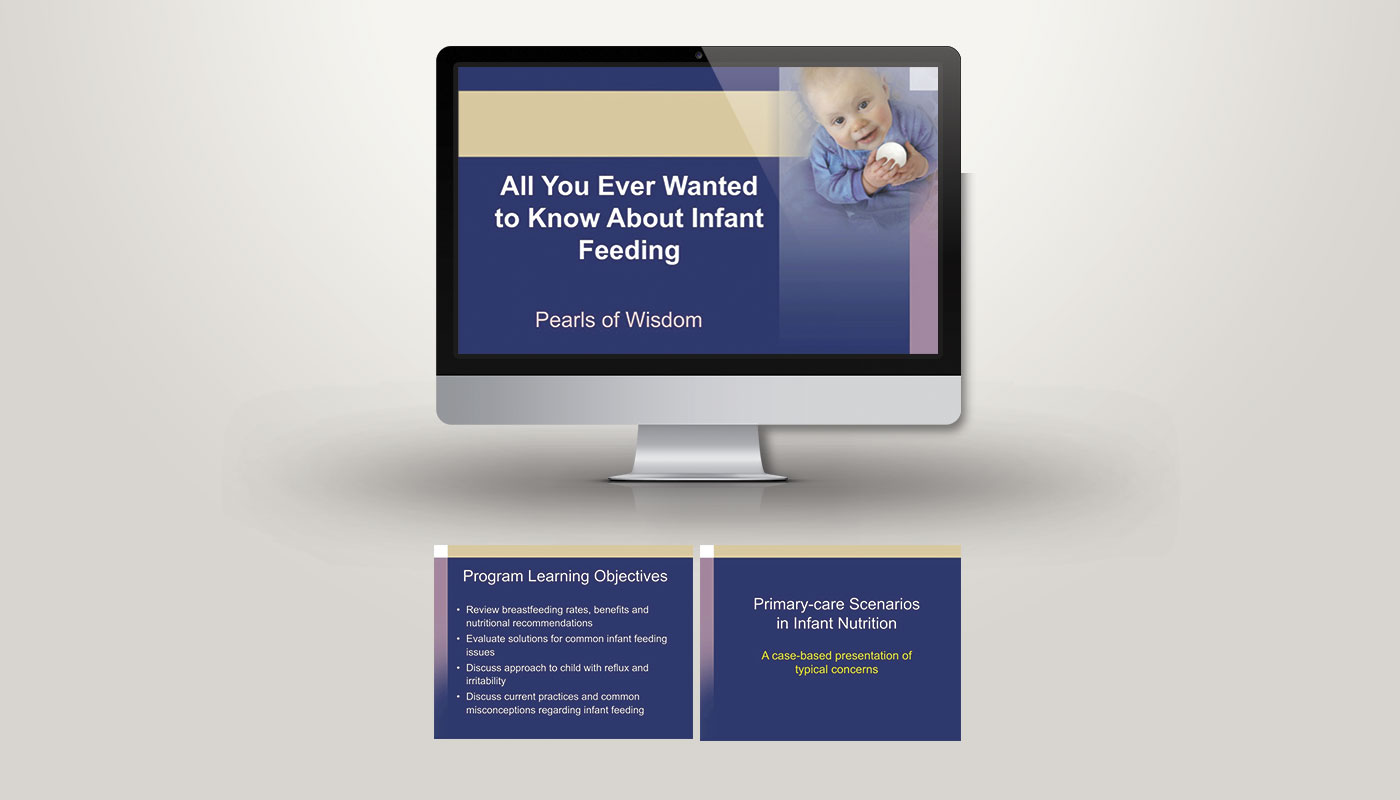 All You Ever Wanted
to Know About Infant
Feeding
Pearls of Wisdom
Program Learning Objectives
• Review breastfeeding rates, benefits and
nutritional recommendations
• Evaluate solutions for common infant feeding
issues
• Discuss approach to child with reflux and
irritability
• Discuss current practices and common
misconceptions regarding infant feeding
Primary-care Scenarios
in Infant Nutrition
A case-based presentation of
typical concerns